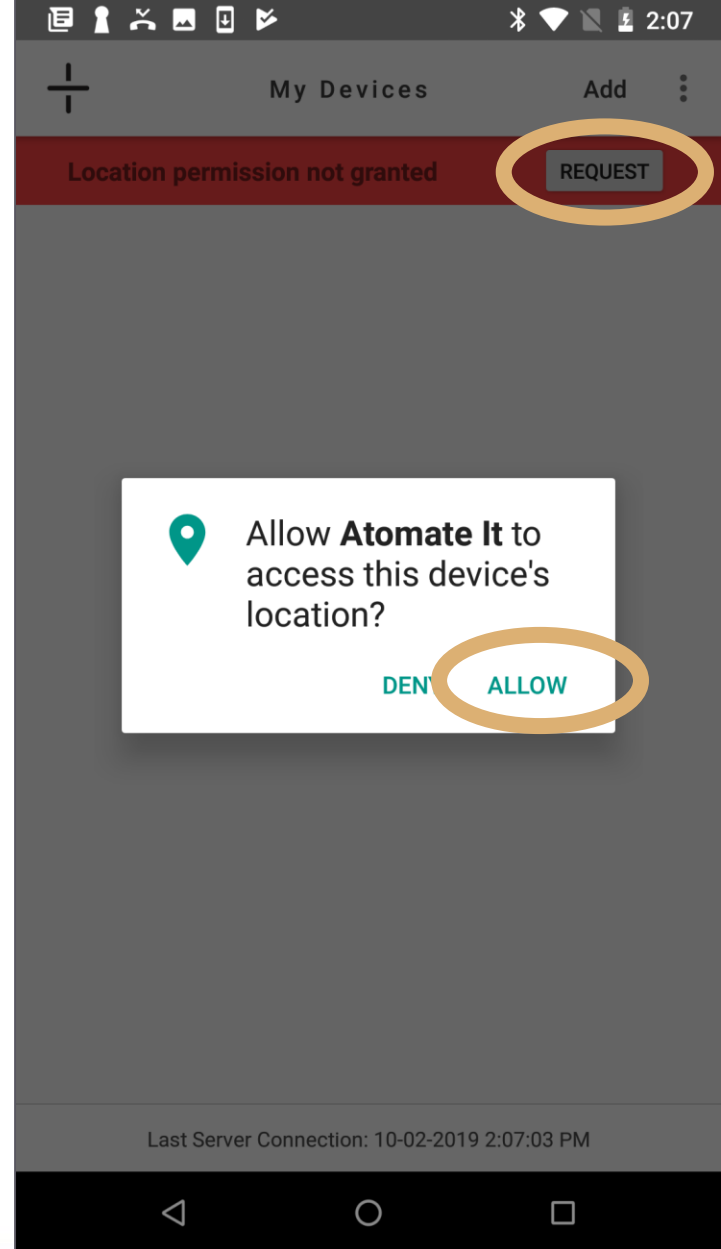 2:07
My Devices
Add
Location permission not granted
REQUEST
Allow Atomate It to
access this device's
location?
DENY
ALLOW
Last Server Connection: 10-02-2019 2:07:03 PM